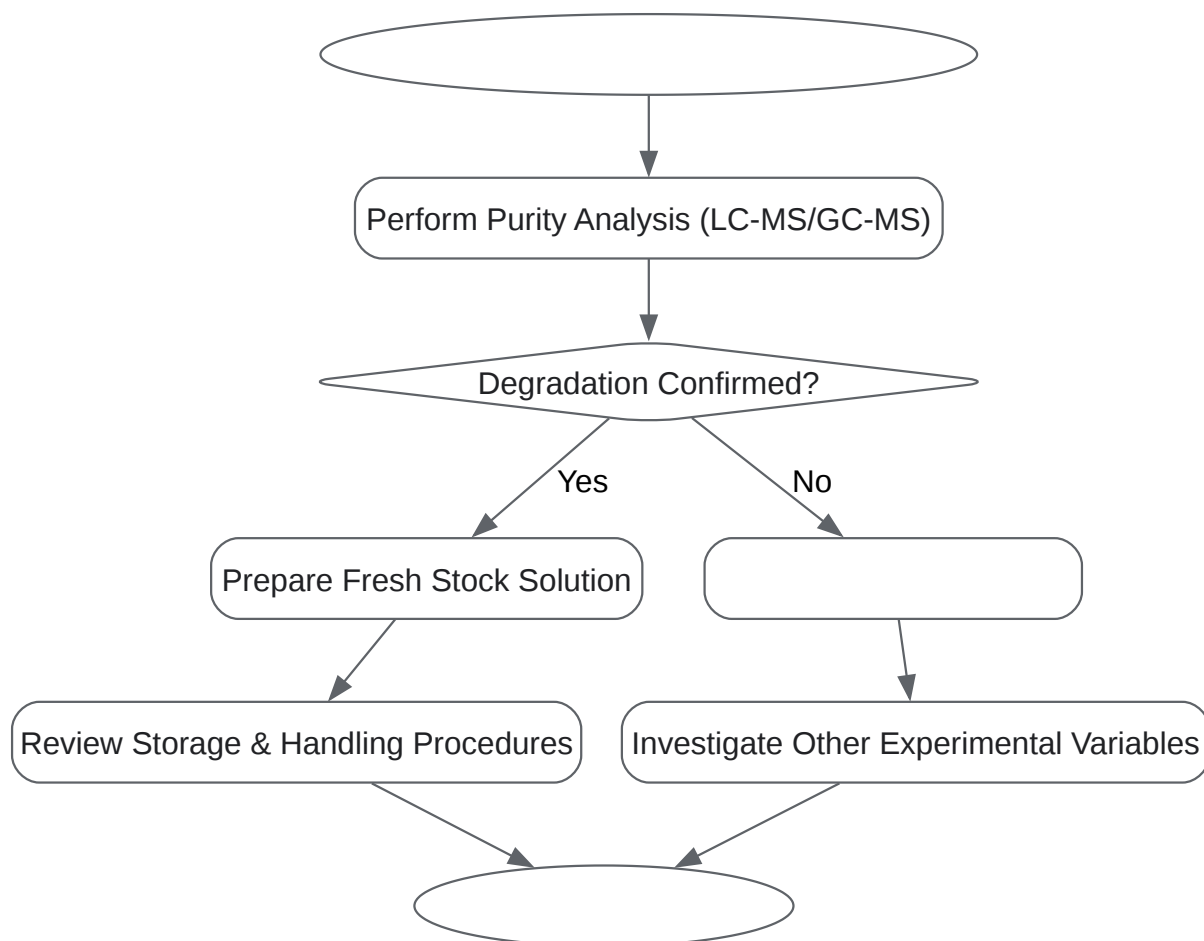 Perform Purity Analysis (LC-MS/GC-MS)
Degradation Confirmed?
Yes
No
Prepare Fresh Stock Solution
Review Storage & Handling Procedures
Investigate Other Experimental Variables